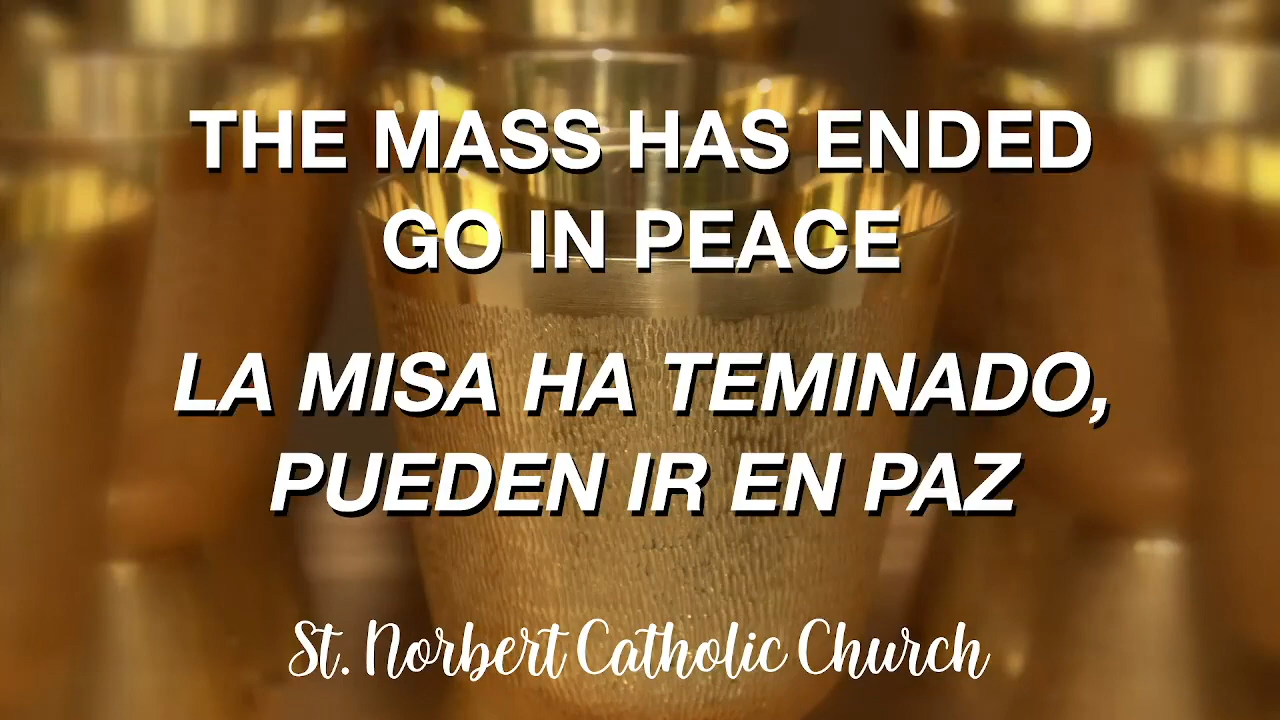 THE MASS HAS ENDED
GO IN PEACE
LA MISA HA TEMINADO,
PUEDEN IR EN PAZ
St. Norbert Catholic Church